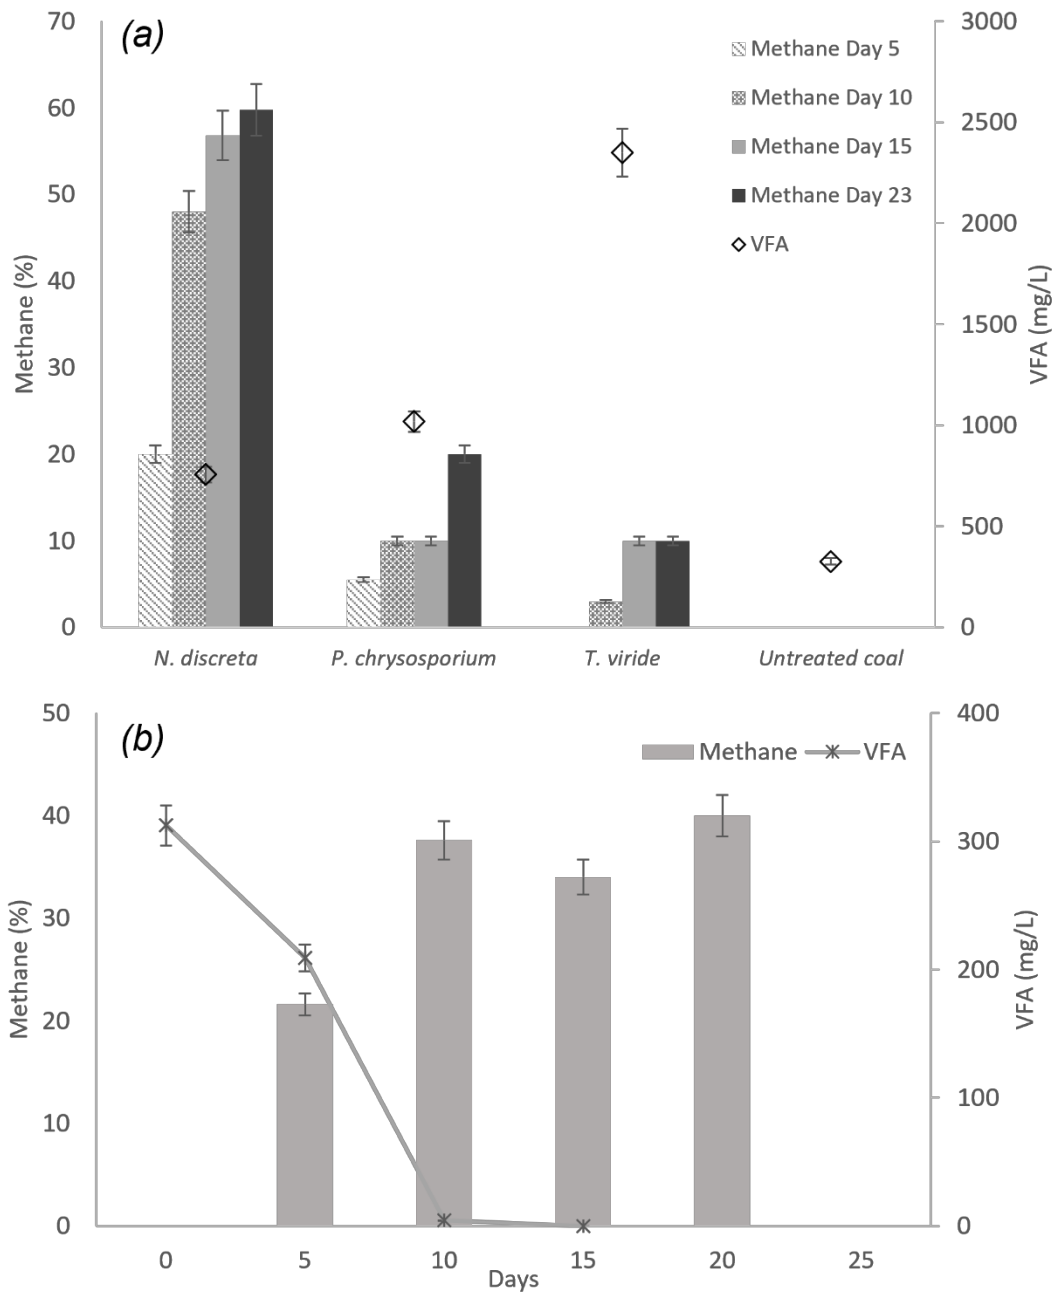 (a)
Methane Day 5
Methane Day 10
Methane Day 15
Methane Day 23
VFA
70
60
50
40
30
20
10
0
Methane (%)
3000
2500
2000
1500
1000
500
0
VFA (mg/L)
N. discreta
P. chrysosporium
T. viride
Untreated coal
(b)
Methane
VFA
50
40
30
20
10
0
Methane (%)
400
300
200
100
0
VFA (mg/L)
0
5
10
15
20
25
Days